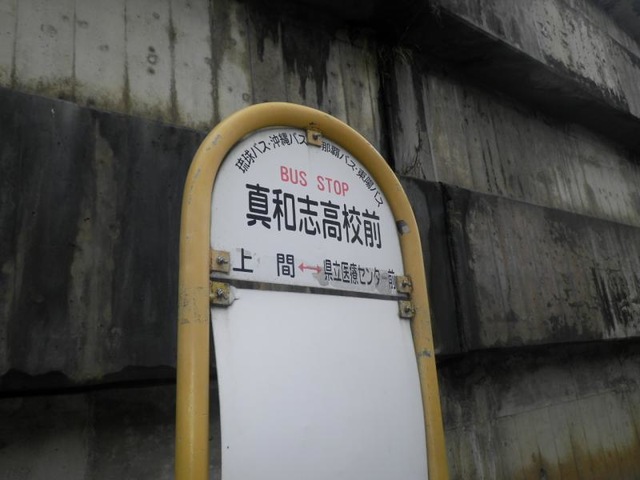 琉球バス・沖縄バス 那覇バス・東陽バス
BUS STOP
真和志高校前
上間↔県立医療センター前